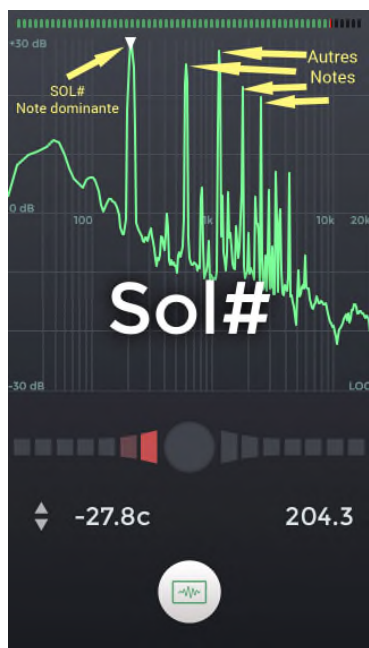 +30 dB
Autres
Notes
SOL#
Note dominante
0 dB
100
1k
10k
20k
Sol#
-30 dB
LOG
-27.8c
204.3